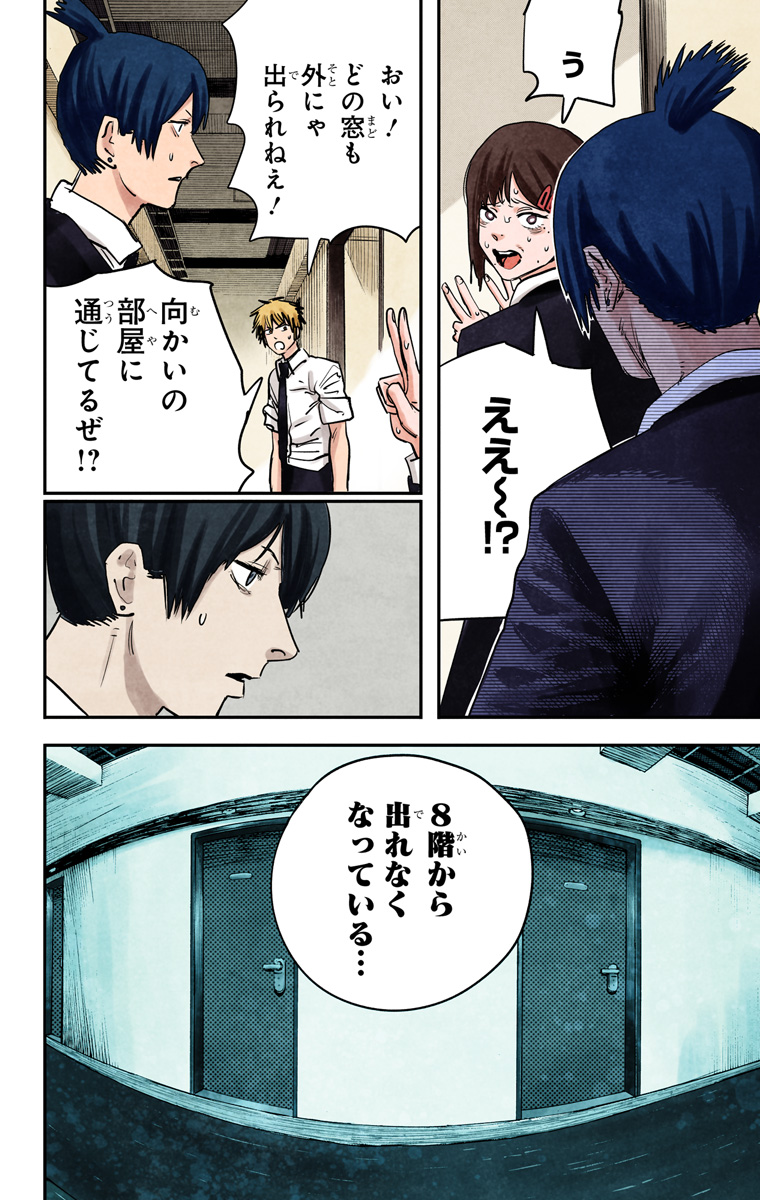 う
ええ〜!?
おい！
どの窓も
外にゃ
出られねえ！
向かいの
部屋に
通じてるぜ!?
8階から
出れなく
なっている…